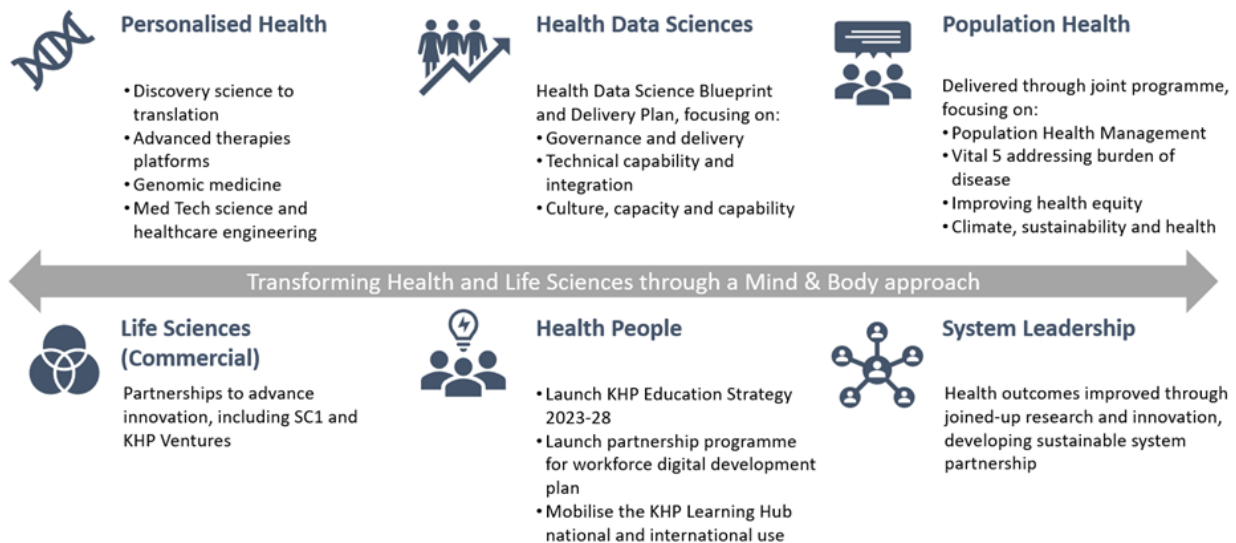 Personalised Health
• Discovery science to
translation
• Advanced therapies
platforms
• Genomic medicine
• Med Tech science and
healthcare engineering
Health Data Sciences
Health Data Science Blueprint
and Delivery Plan, focusing on:
• Governance and delivery
• Technical capability and
integration
• Culture, capacity and capability
Population Health
Delivered through joint programme,
focusing on:
• Population Health Management
• Vital 5 addressing burden of
disease
• Improving health equity
• Climate, sustainability and health
Transforming Health and Life Sciences through a Mind & Body approach
Life Sciences
(Commercial)
Partnerships to advance
innovation, including SC1 and
KHP Ventures
Health People
• Launch KHP Education Strategy
2023-28
• Launch partnership programme
for workforce digital development
plan
• Mobilise the KHP Learning Hub
national and international use
System Leadership
Health outcomes improved through
joined-up research and innovation,
developing sustainable system
partnership